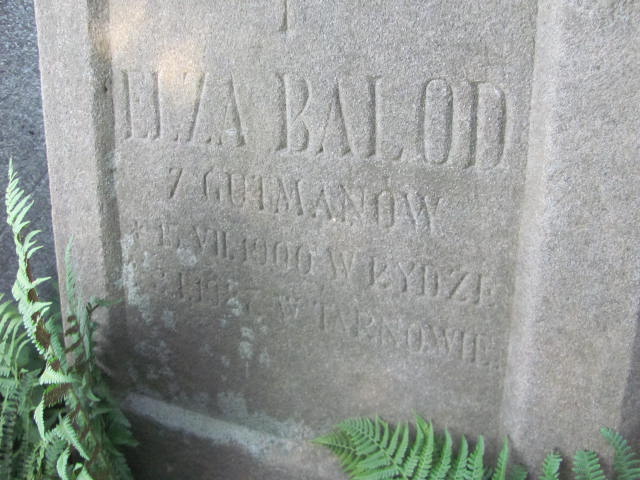 ELZA BALOD
Z GUTMANÓW
* 15.VII.1900 W RYDZE
W TARNOWIE